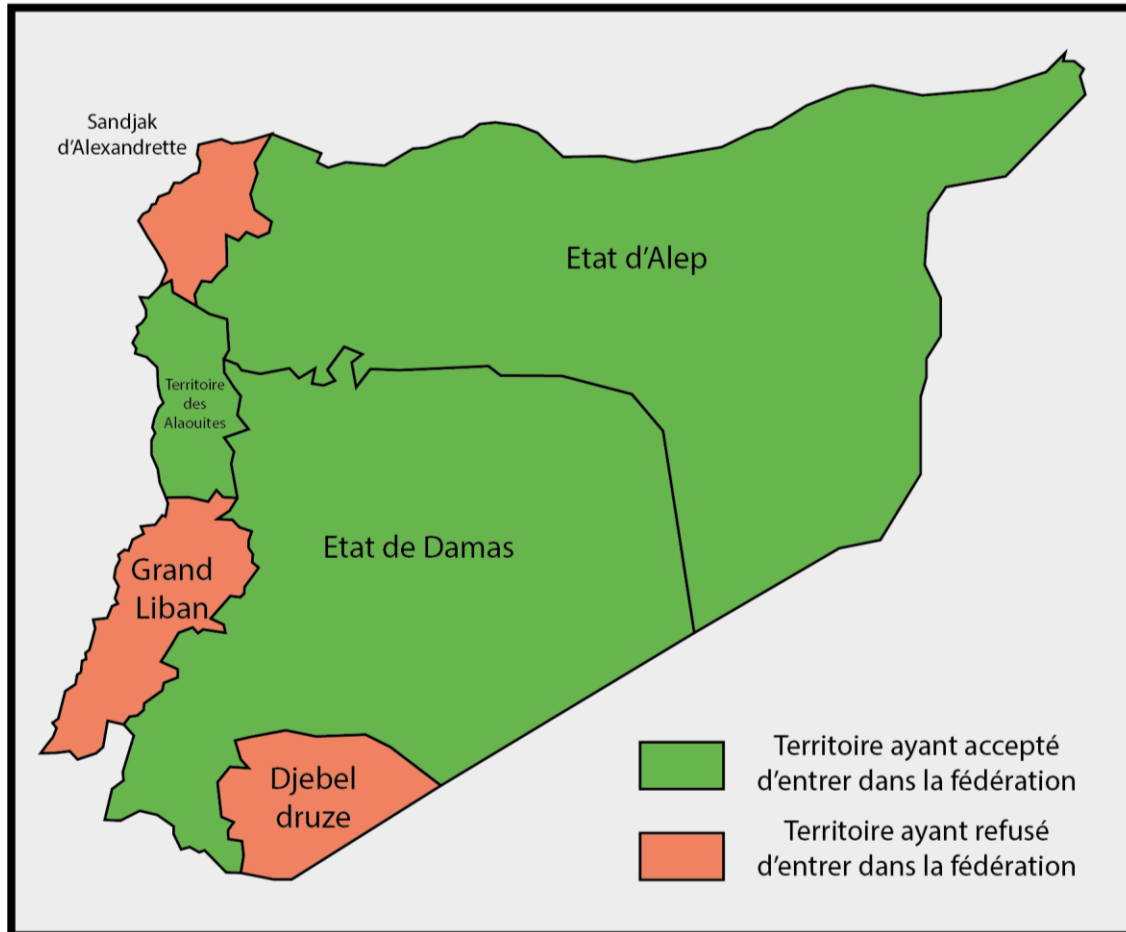 Sandjak
d'Alexandrette
Etat d'Alep
Territoire
des
Alaouites
Etat de Damas
Grand
Liban
Djebel
druze
Territoire ayant accepté
d'entrer dans la fédération
Territoire ayant refusé
d'entrer dans la fédération